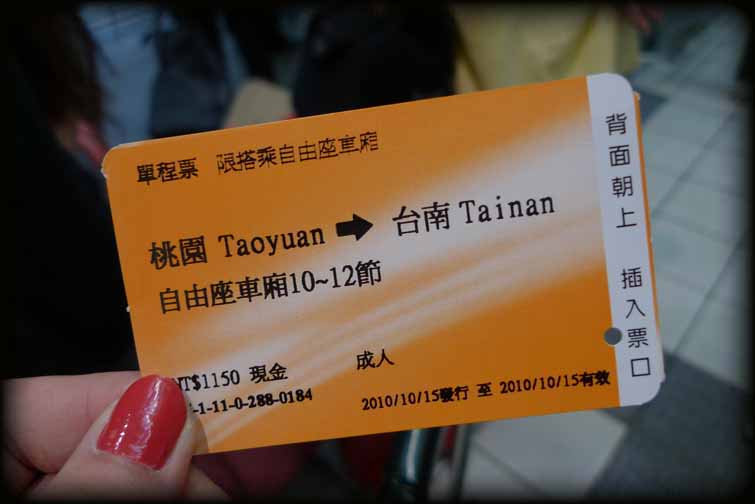 單程票 限搭乘自由座車廂
桃園 Taoyuan ➡ 台南 Tainan
自由座車廂10~12節
NT$1150 現金 成人
-1-11-0-288-0184
2010/10/15發行 至 2010/10/15有效
背面朝上 插入票口